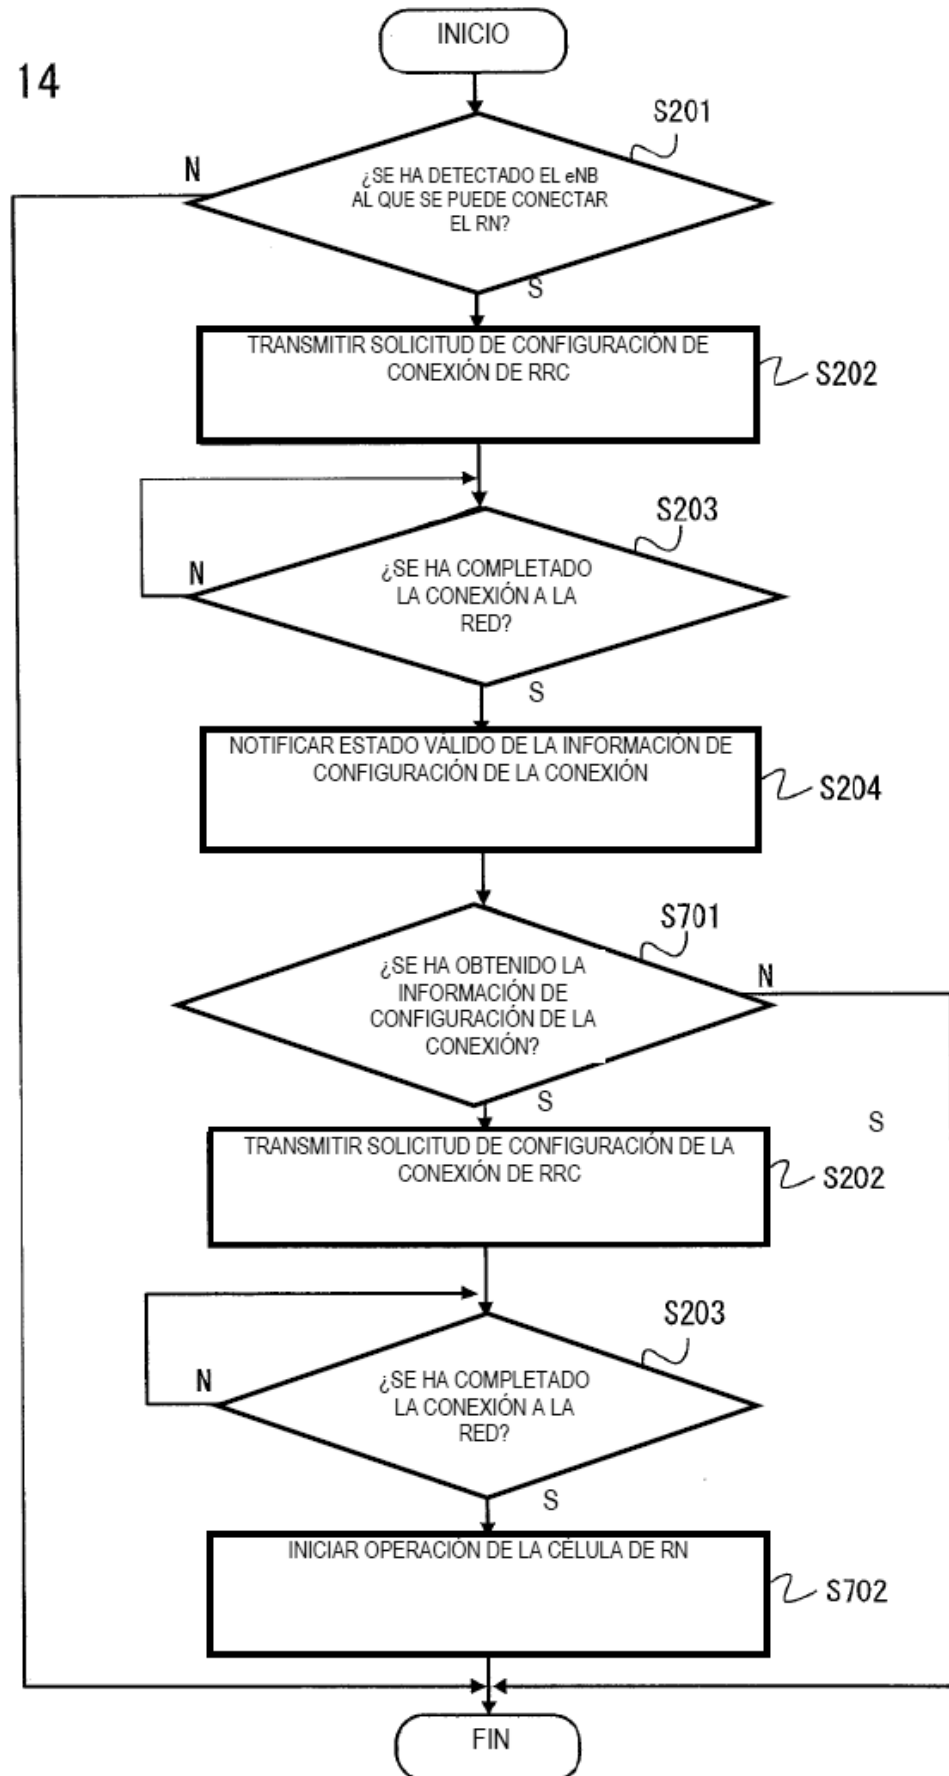 INICIO
14
S201
N
¿SE HA DETECTADO EL eNB
AL QUE SE PUEDE CONECTAR
EL RN?
S
TRANSMITIR SOLICITUD DE CONFIGURACIÓN DE
CONEXIÓN DE RRC
S202
S203
N
¿SE HA COMPLETADO
LA CONEXIÓN A LA
RED?
S
NOTIFICAR ESTADO VÁLIDO DE LA INFORMACIÓN DE
CONFIGURACIÓN DE LA CONEXIÓN
S204
S701
N
¿SE HA OBTENIDO LA
INFORMACIÓN DE
CONFIGURACIÓN DE LA
CONEXIÓN?
S
S
TRANSMITIR SOLICITUD DE CONFIGURACIÓN DE LA
CONEXIÓN DE RRC
S202
S203
N
¿SE HA COMPLETADO
LA CONEXIÓN A LA
RED?
S
INICIAR OPERACIÓN DE LA CÉLULA DE RN
S702
FIN